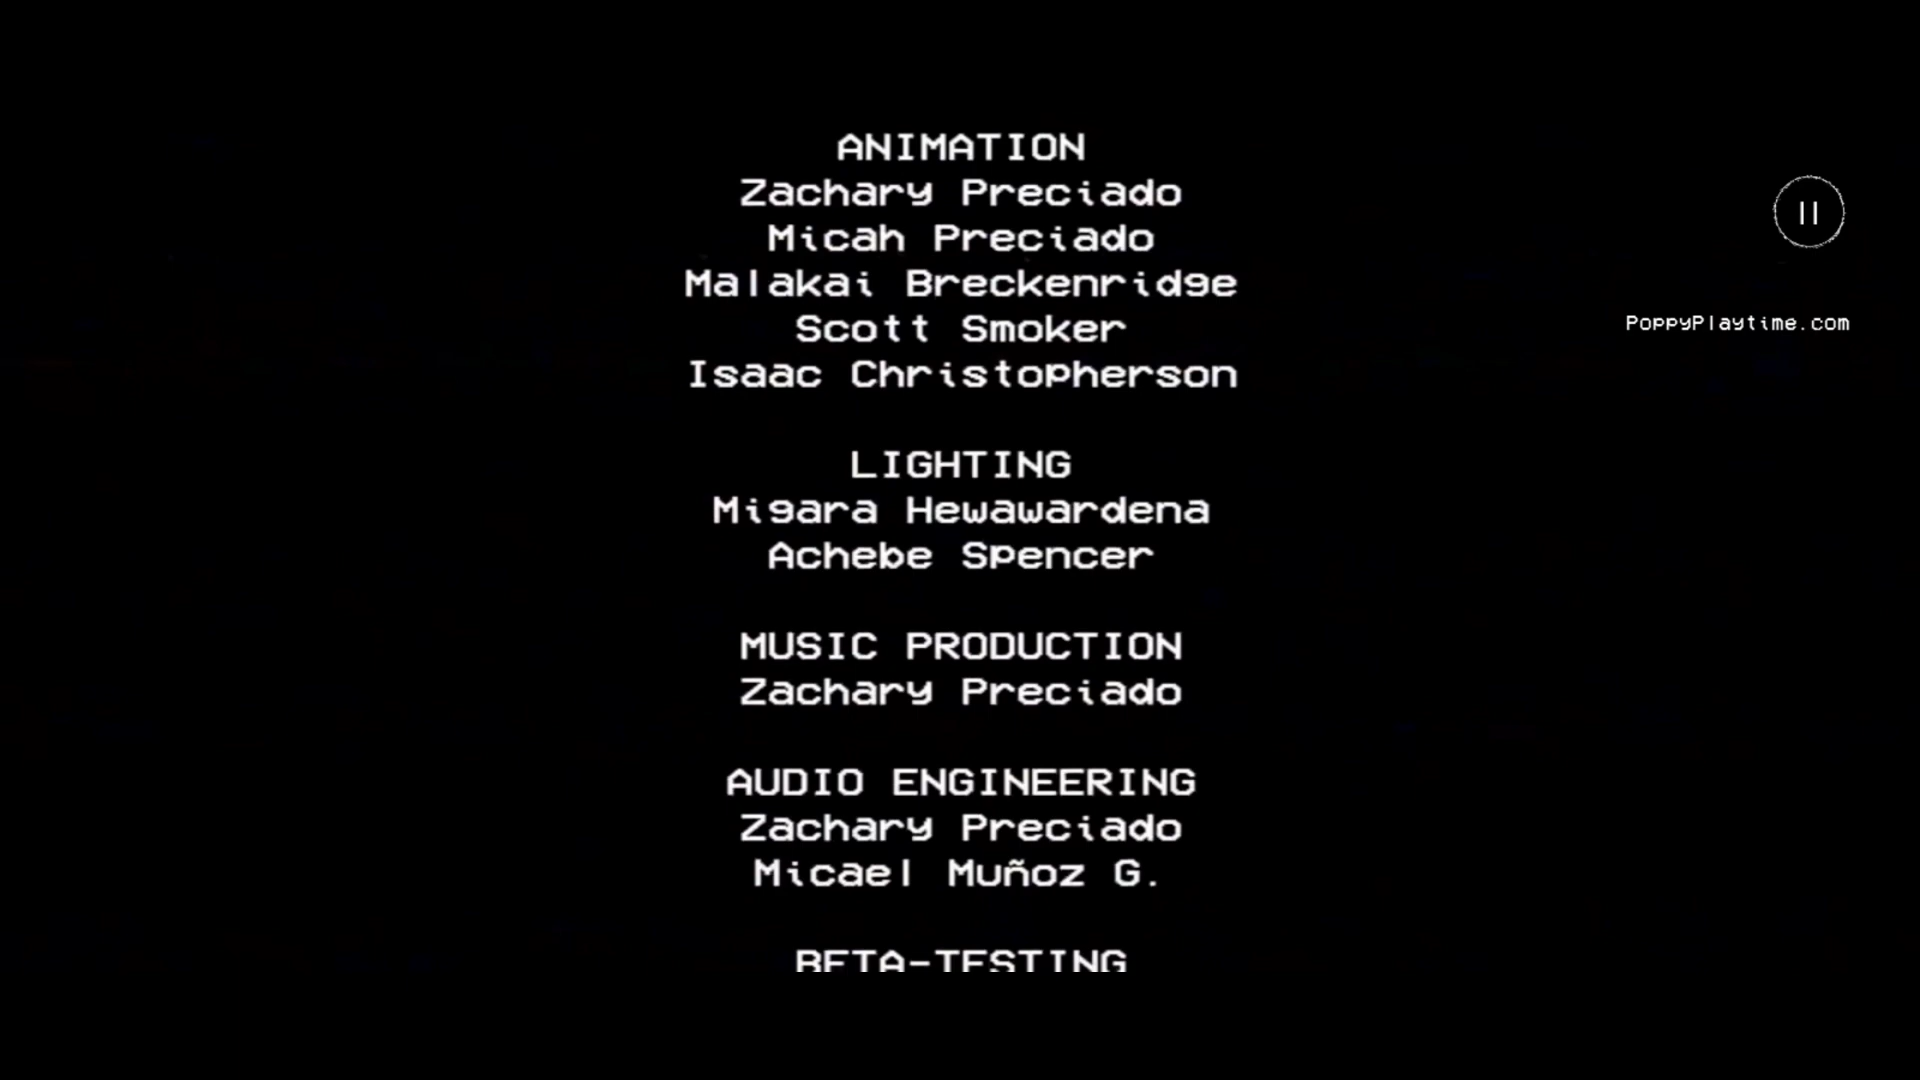 ANIMATION
Zachary Preciado
Micah Preciado
Malakai Breckenridge
Scott Smoker
Isaac Christopherson
PoppyPlaytime.com
LIGHTING
Migara Hewawardena
Achebe Spencer
MUSIC PRODUCTION
Zachary Preciado
AUDIO ENGINEERING
Zachary Preciado
Micael Muñoz G.
BETA-TESTING